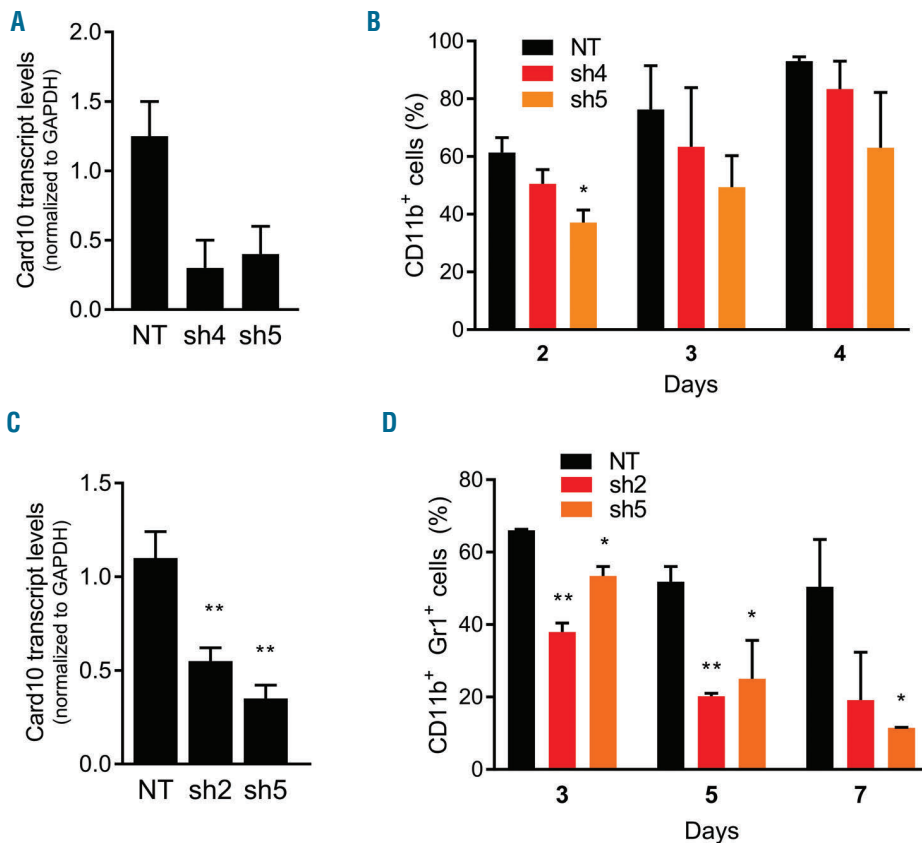 A
Card10 transcript levels
(normalized to GAPDH)
2.0
1.5
1.0
0.5
0.0
NT sh4 sh5
B
CD11b+ cells (%)
100
80
60
40
20
0
NT
sh4
sh5
*
2 3 4
Days
C
Card10 transcript levels
(normalized to GAPDH)
1.5
1.0
0.5
0.0
**
**
NT sh2 sh5
D
CD11b+ Gr1+ cells (%)
80
60
40
20
0
NT
sh2
sh5
** *
** *
*
3 5 7
Days